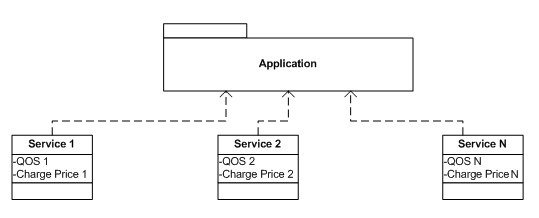 Application
Service 1
-QOS 1
-Charge Price 1
Service 2
-QOS 2
-Charge Price 2
Service N
-QOS N
-Charge Price N